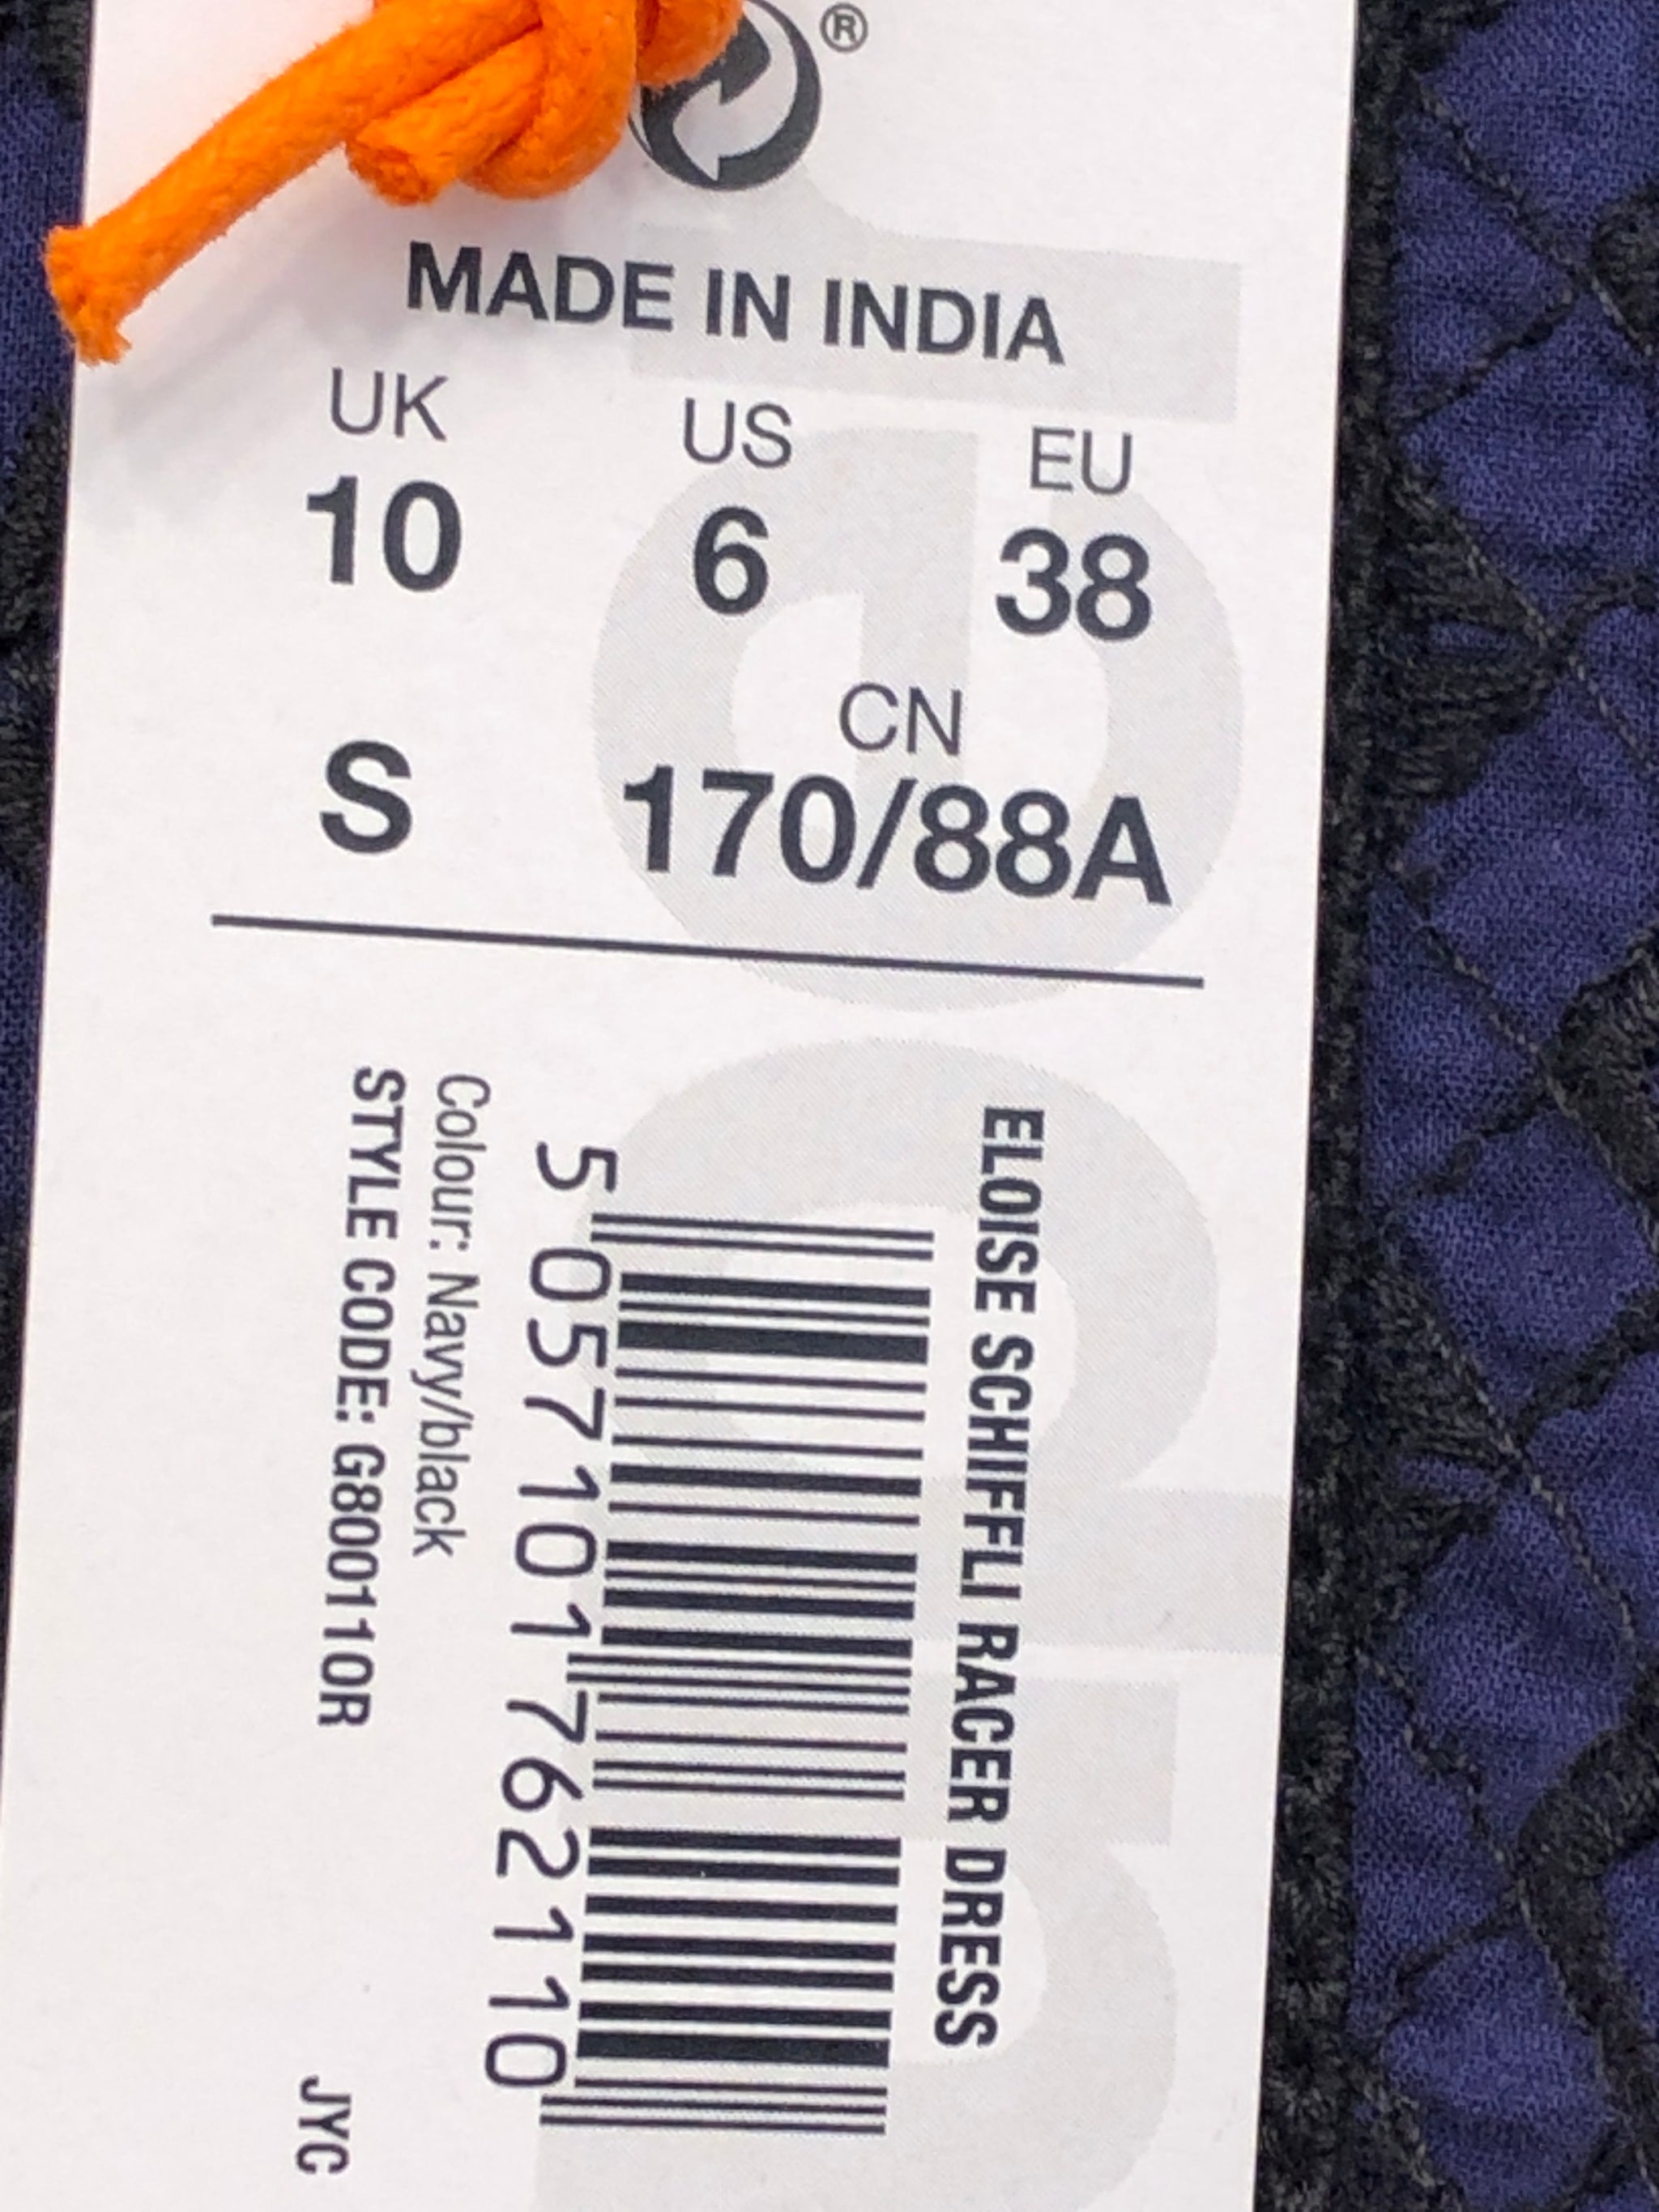 ®
MADE IN INDIA
UK US EU
10 6 38
CN
S 170/88A
ELOISE SCHIFFLI RACER DRESS
5 057101 762110
Colour: Navy/black
STYLE CODE: G800110R
JYC